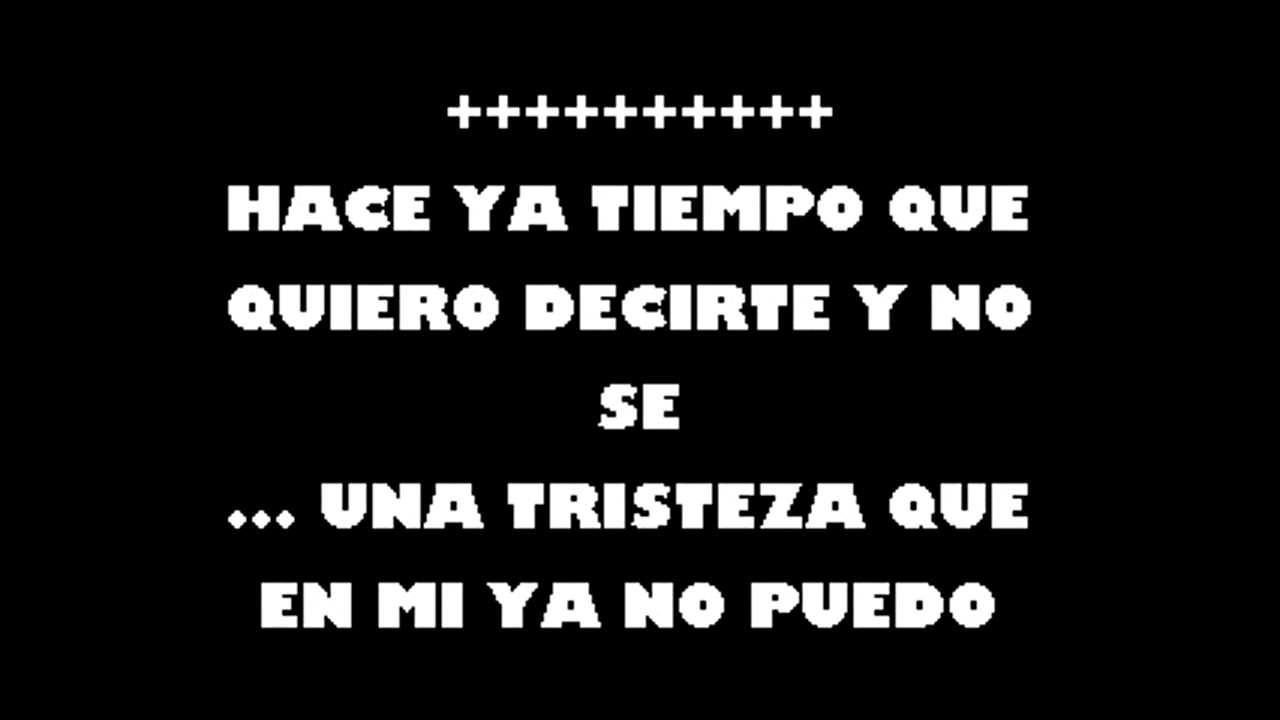 ++++++++++
HACE YA TIEMPO QUE
QUIERO DECIRTE Y NO
SE
... UNA TRISTEZA QUE
EN MI YA NO PUEDO